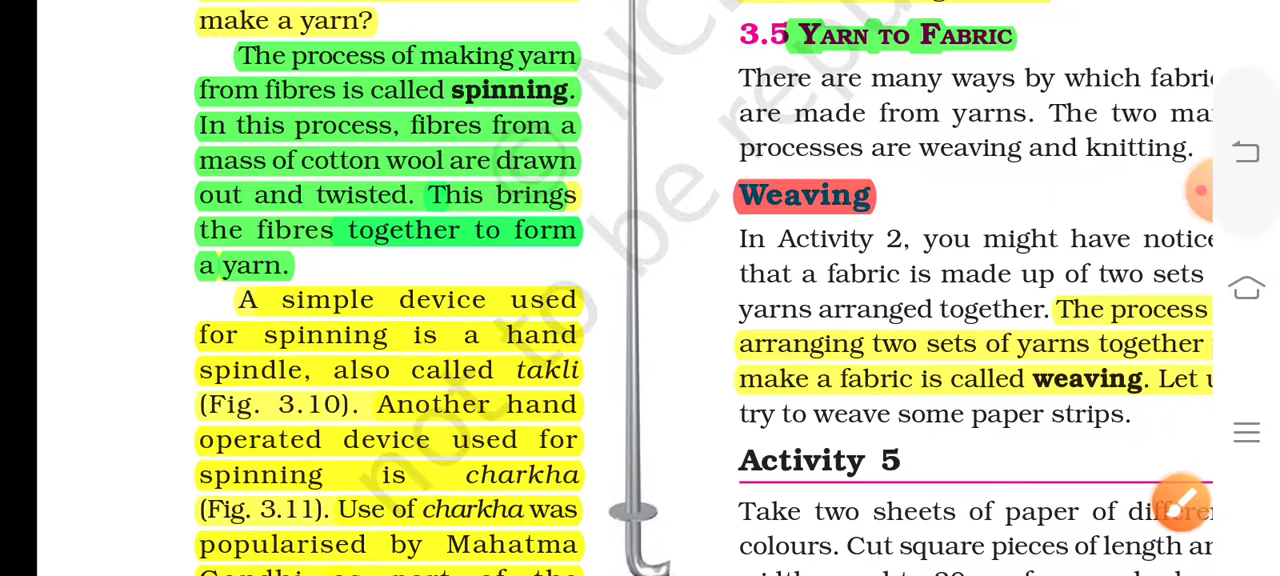 make a yarn?
The process of making yarn
from fibres is called spinning.
In this process, fibres from a
mass of cotton wool are drawn
out and twisted. This brings
the fibres together to form
a yarn.
A simple device used
for spinning is a hand
spindle, also called takli
(Fig. 3.10). Another hand
operated device used for
spinning is charkha
(Fig. 3.11). Use of charkha was
popularised by Mahatma
3.5 YARN TO FABRIC
There are many ways by which
are made from yarns. The two
processes are weaving and knitting.
Weaving
In Activity 2, you might have
that a fabric is made up of two sets
yarns arranged together. The process
arranging two sets of yarns together
make a fabric is called weaving. Let
try to weave some paper strips.
Activity 5
Take two sheets of paper of
colours. Cut square pieces of length
not to be